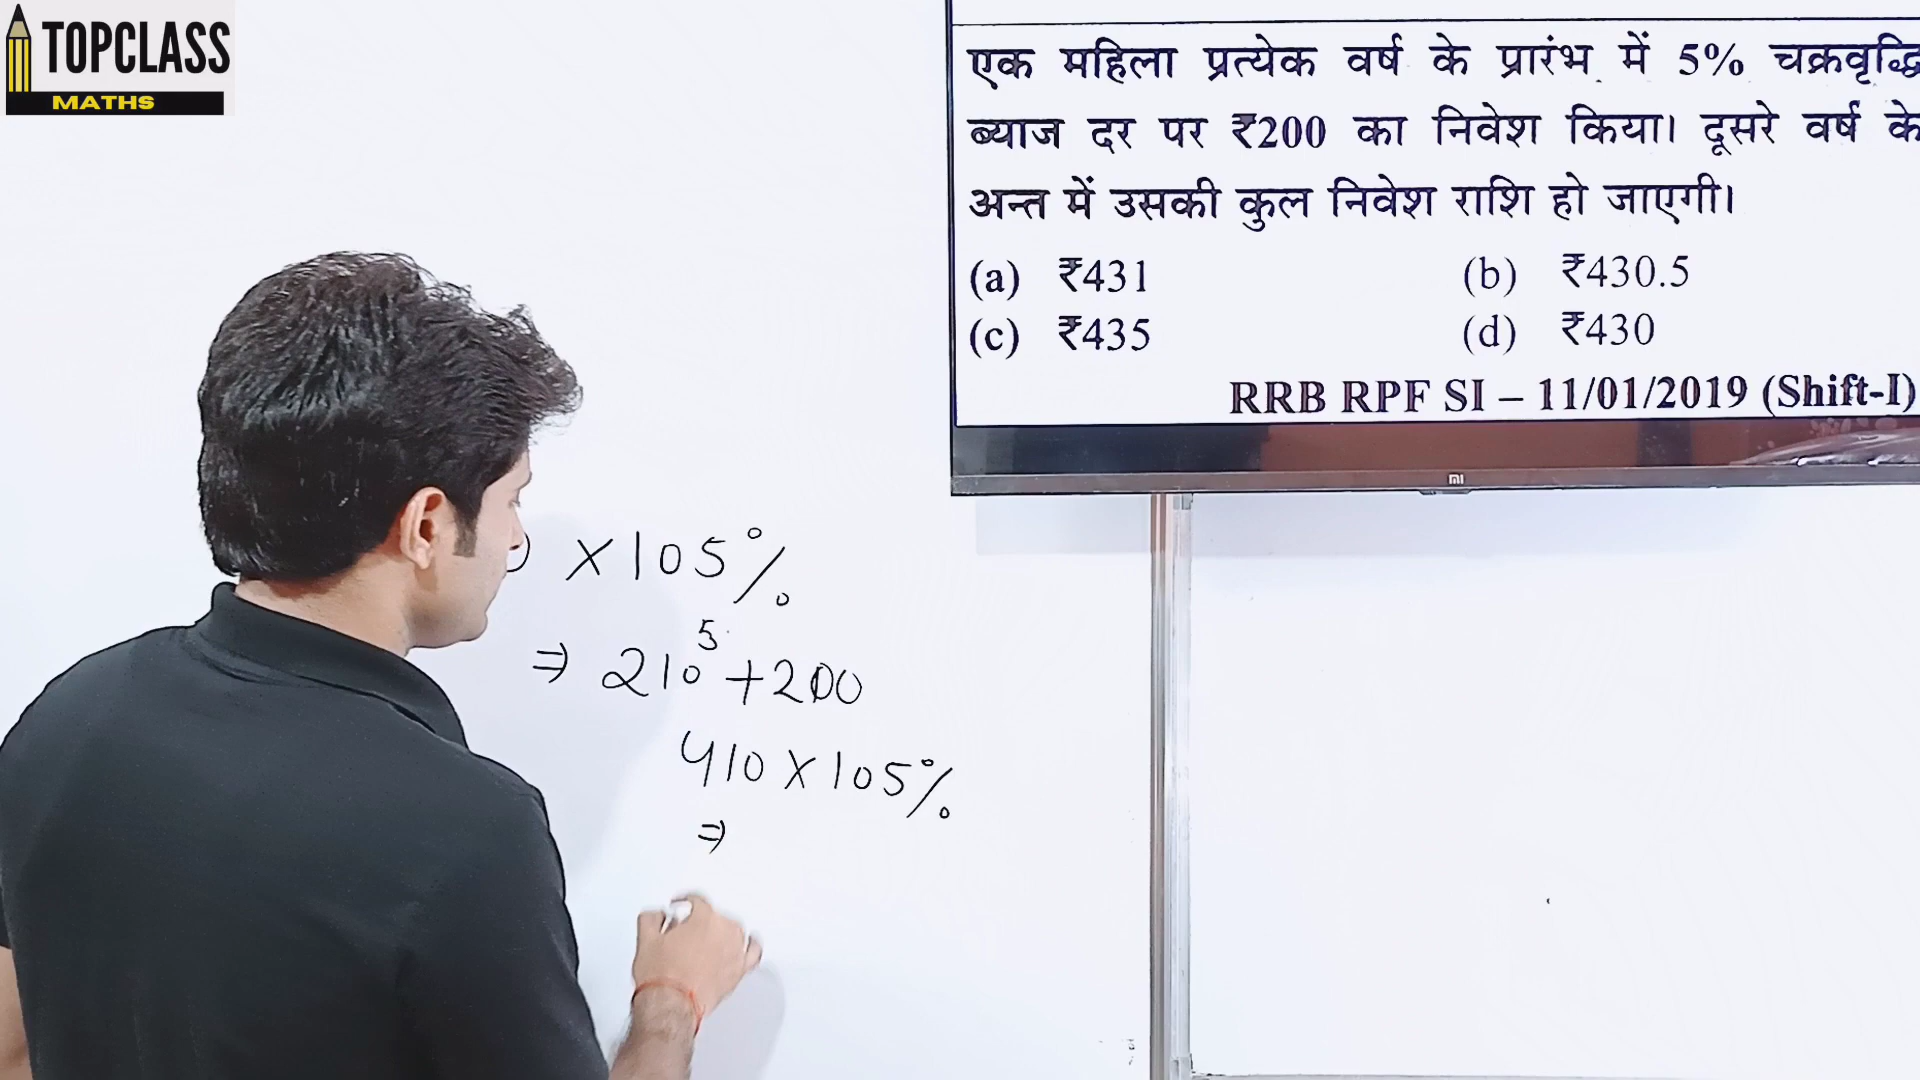 TOPCLASS
MATHS
एक महिला प्रत्येक वर्ष के प्रारंभ में 5% चक्रवृद्धि
ब्याज दर पर ₹200 का निवेश किया। दूसरे वर्ष के
अन्त में उसकी कुल निवेश राशि हो जाएगी।
(a) ₹431 (b) ₹430.5
(c) ₹435 (d) ₹430
RRB RPF SI – 11/01/2019 (Shift-I)
mi
× 105%
5
⇒ 210 + 200
410 × 105%
⇒